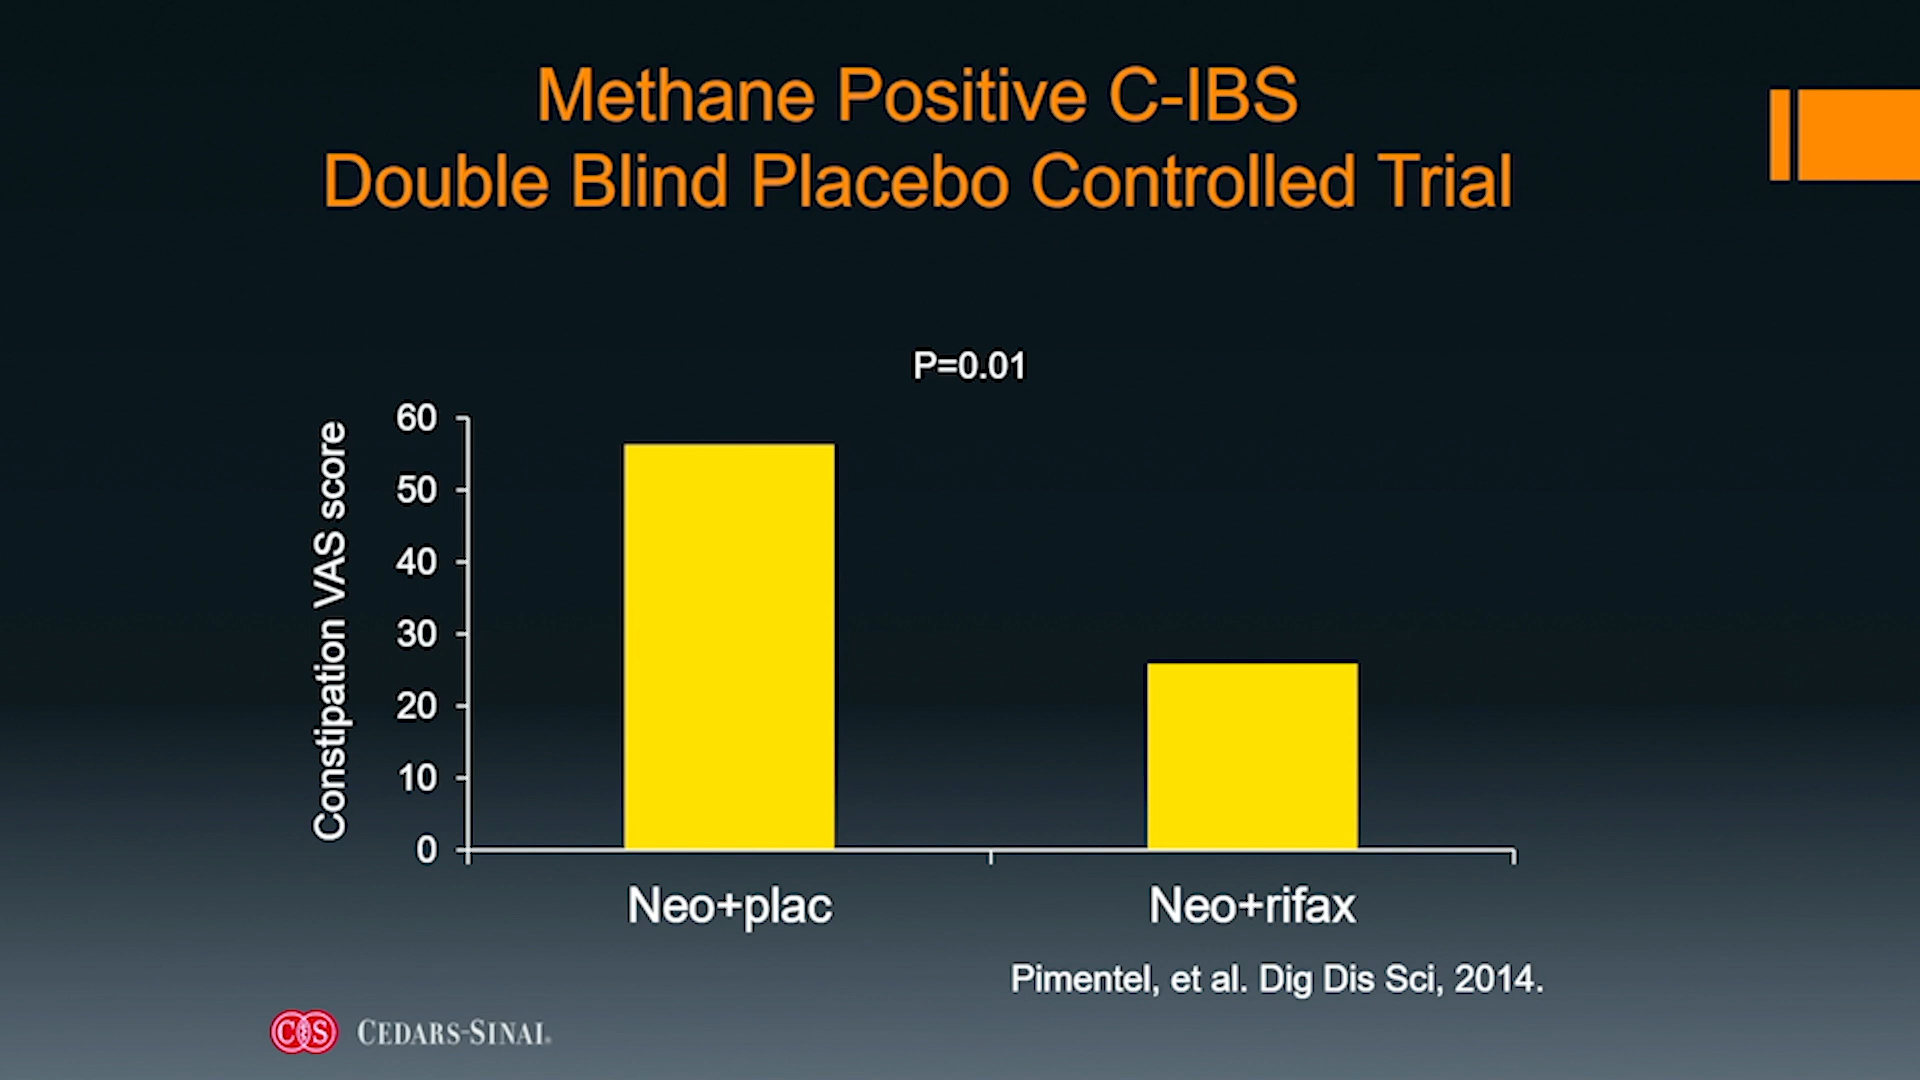 Methane Positive C-IBS
Double Blind Placebo Controlled Trial
P=0.01
Constipation VAS score
60
50
40
30
20
10
0
Neo+plac
Neo+rifax
Pimentel, et al. Dig Dis Sci, 2014.
CS
CEDARS-SINAI®